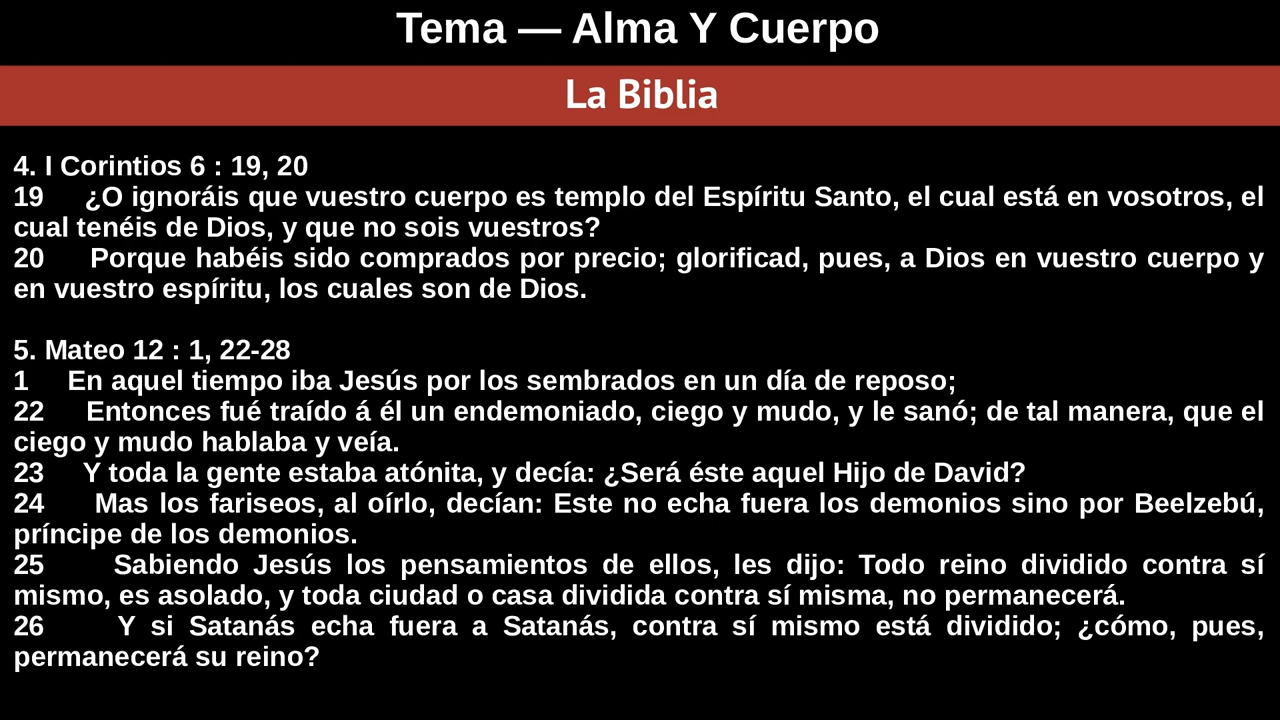 Tema — Alma Y Cuerpo
La Biblia
4. I Corintios 6 : 19, 20
19 ¿O ignoráis que vuestro cuerpo es templo del Espíritu Santo, el cual está en vosotros, el
cual tenéis de Dios, y que no sois vuestros?
20 Porque habéis sido comprados por precio; glorificad, pues, a Dios en vuestro cuerpo y
en vuestro espíritu, los cuales son de Dios.
5. Mateo 12 : 1, 22-28
1 En aquel tiempo iba Jesús por los sembrados en un día de reposo;
22 Entonces fué traído á él un endemoniado, ciego y mudo, y le sanó; de tal manera, que el
ciego y mudo hablaba y veía.
23 Y toda la gente estaba atónita, y decía: ¿Será éste aquel Hijo de David?
24 Mas los fariseos, al oírlo, decían: Este no echa fuera los demonios sino por Beelzebú,
príncipe de los demonios.
25 Sabiendo Jesús los pensamientos de ellos, les dijo: Todo reino dividido contra sí
mismo, es asolado, y toda ciudad o casa dividida contra sí misma, no permanecerá.
26 Y si Satanás echa fuera a Satanás, contra sí mismo está dividido; ¿cómo, pues,
permanecerá su reino?